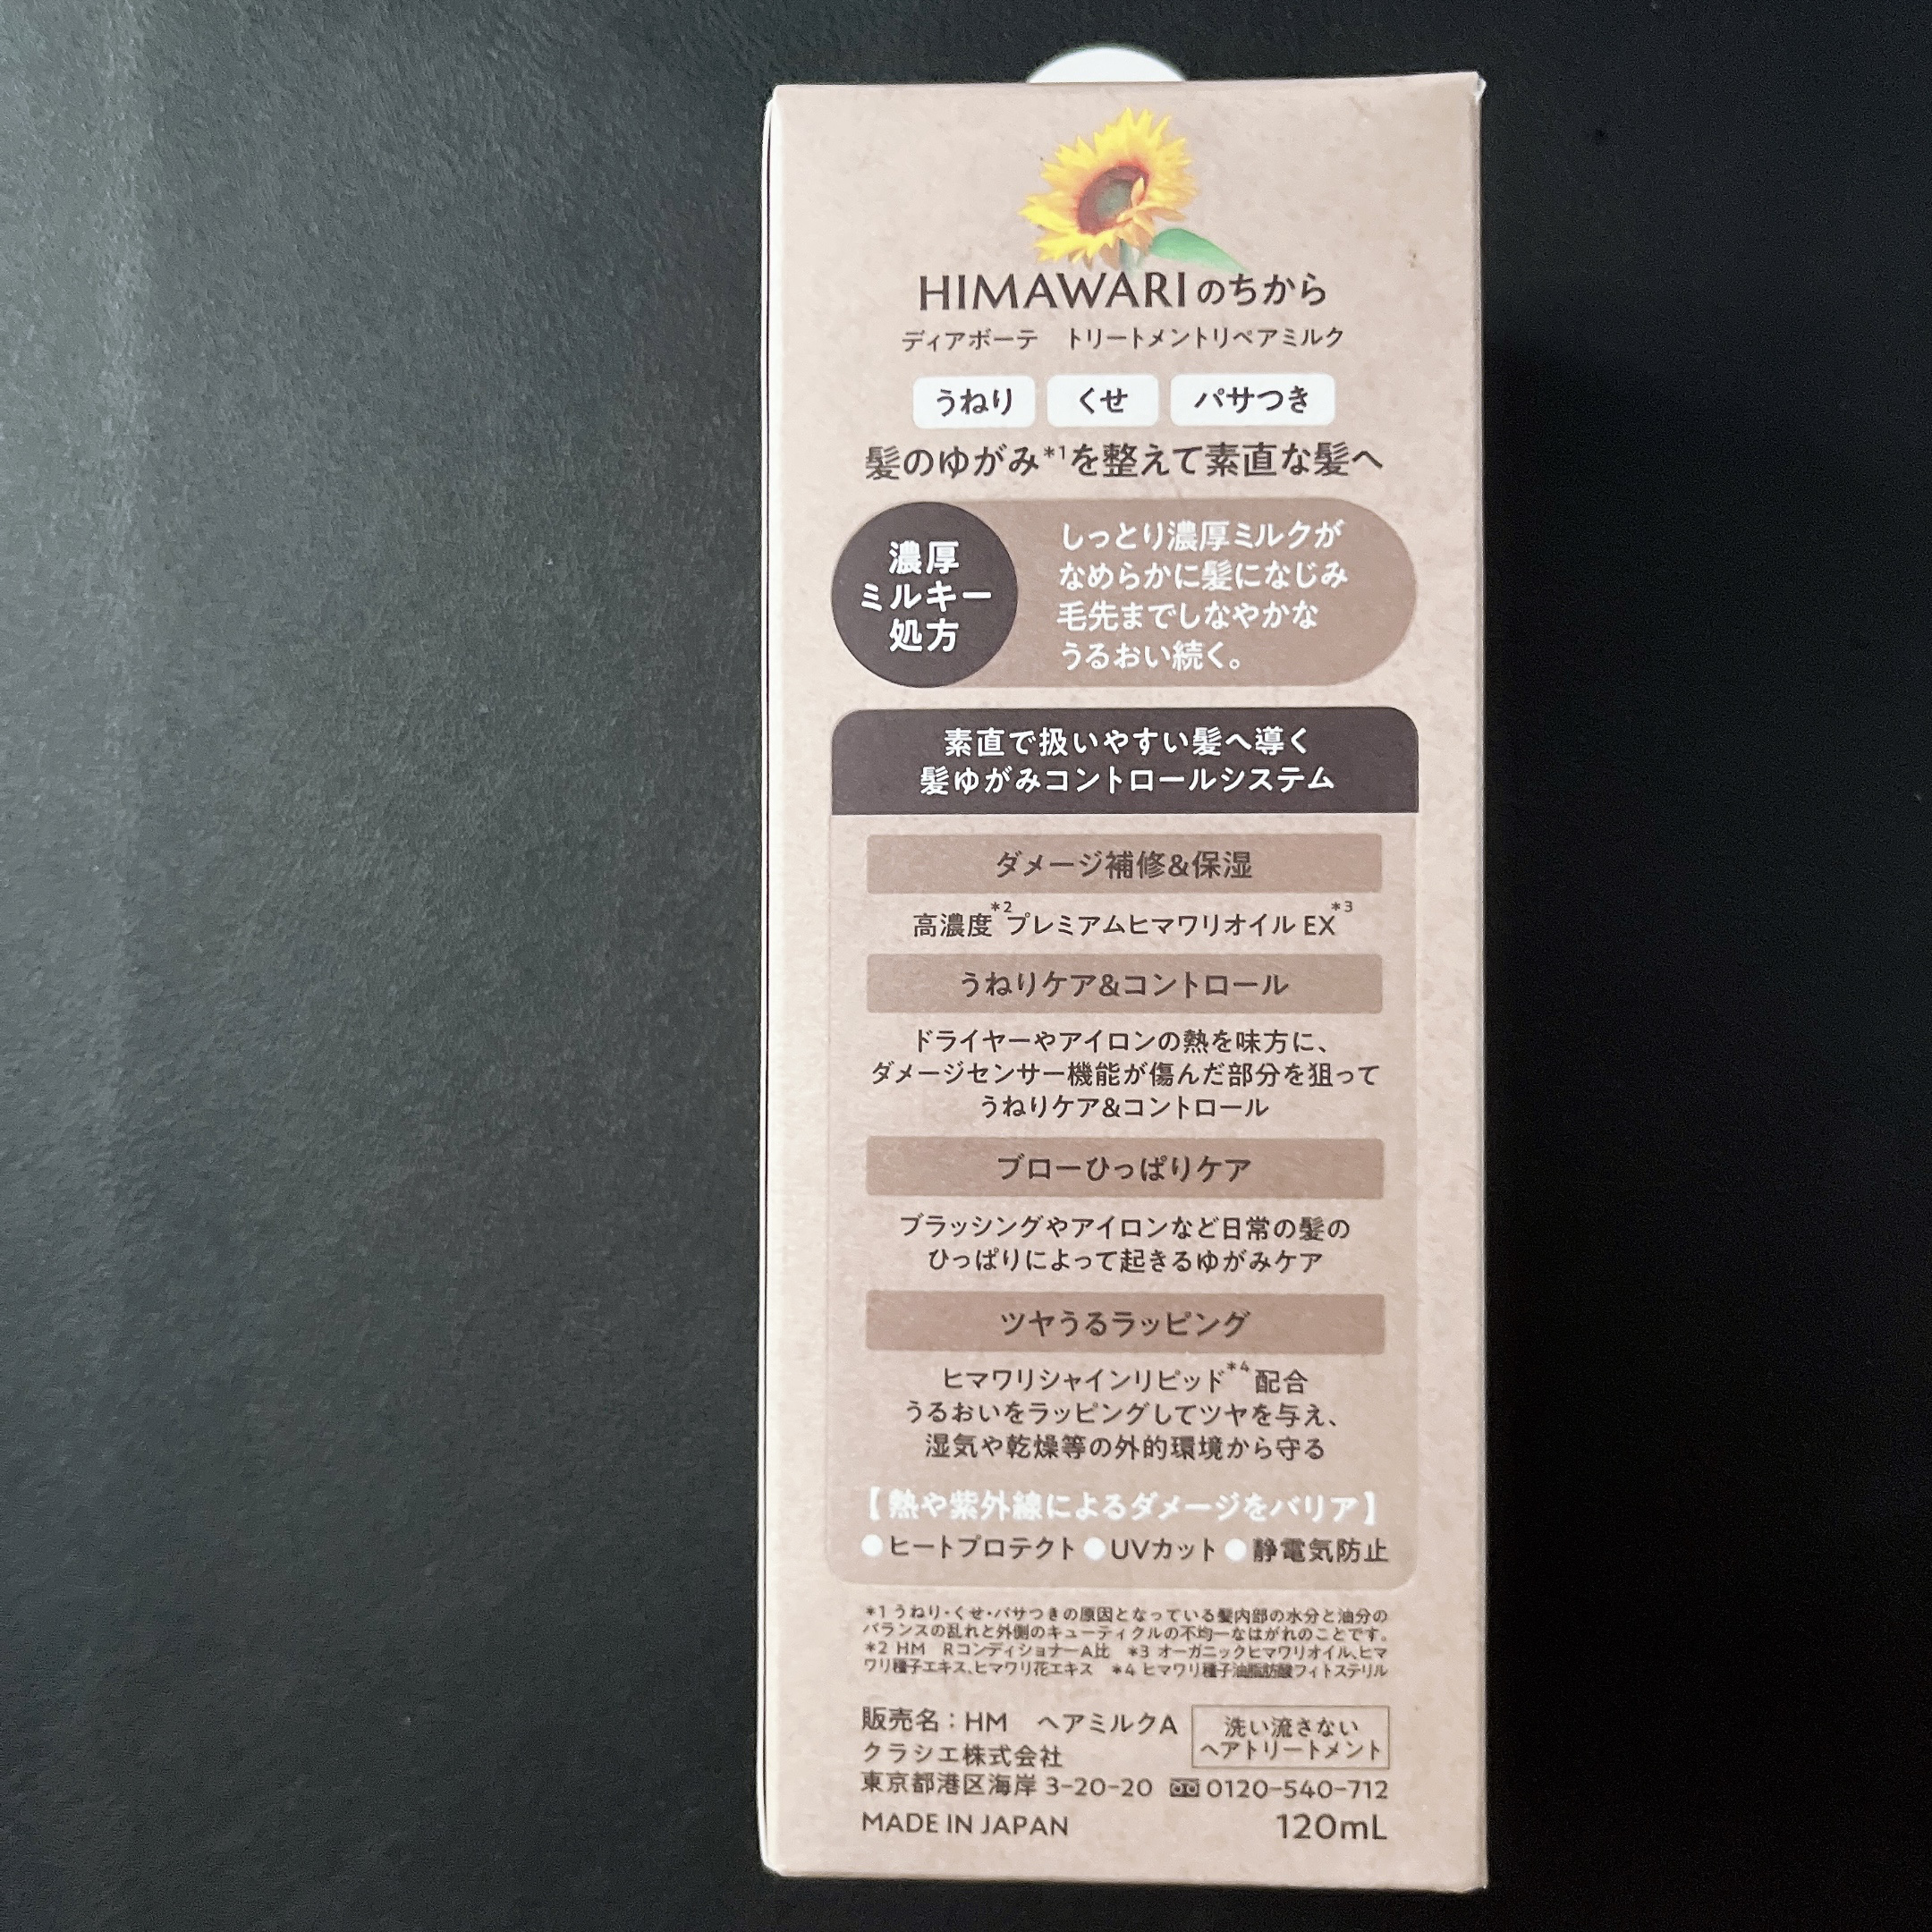 HIMAWARIのちから
ディアボーテ　トリートメントリペアミルク
うねり くせ パサつき
髪のゆがみ*1を整えて素直な髪へ
濃厚
ミルキー
処方
しっとり濃厚ミルクが
なめらかに髪になじみ
毛先までしなやかな
うるおい続く。
素直で扱いやすい髪へ導く
髪ゆがみコントロールシステム
ダメージ補修&保湿
高濃度*2プレミアムヒマワリオイル EX*3
うねりケア&コントロール
ドライヤーやアイロンの熱を味方に、
ダメージセンサー機能が傷んだ部分を狙って
うねりケア&コントロール
ブローひっぱりケア
ブラッシングやアイロンなど日常の髪の
ひっぱりによって起きるゆがみケア
ツヤうるラッピング
ヒマワリシャインリピッド*4配合
うるおいをラッピングしてツヤを与え、
湿気や乾燥等の外的環境から守る
【熱や紫外線によるダメージをバリア】
●ヒートプロテクト ●UVカット ●静電気防止
*1 うねり・くせ・パサつきの原因となっている髪内部の水分と油分の
バランスの乱れと外側のキューティクルの不均一なはがれのことです。
*2 HM　RコンディショナーA比　*3 オーガニックヒマワリオイル、ヒマ
ワリ種子エキス、ヒマワリ花エキス　*4 ヒマワリ種子油脂肪酸フィトステリル
販売名：HM　ヘアミルクA
洗い流さない
ヘアトリートメント
クラシエ株式会社
東京都港区海岸 3-20-20 0120-540-712
MADE IN JAPAN 120mL